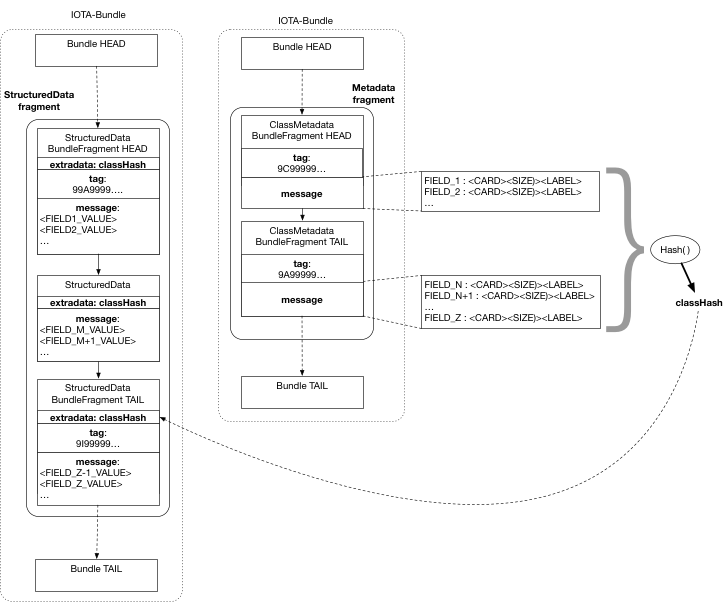 IOTA-Bundle
Bundle HEAD
StructuredData
fragment
StructuredData
BundleFragment HEAD
extradata: classHash
tag:
99A9999....
message:
<FIELD1_VALUE>
<FIELD2_VALUE>
...
StructuredData
extradata: classHash
message:
<FIELD_M_VALUE>
<FIELD_M+1_VALUE>
...
StructuredData
BundleFragment TAIL
extradata: classHash
tag:
9I99999...
message:
<FIELD_Z-1_VALUE>
<FIELD_Z_VALUE>
...
Bundle TAIL
IOTA-Bundle
Bundle HEAD
Metadata
fragment
ClassMetadata
BundleFragment HEAD
tag:
9C99999...
message
ClassMetadata
BundeFragment TAIL
tag:
9A99999...
message
Bundle TAIL
FIELD_1 : <CARD><SIZE)><LABEL>
FIELD_2 : <CARD><SIZE)><LABEL>
...
FIELD_N : <CARD><SIZE)><LABEL>
FIELD_N+1 : <CARD><SIZE)><LABEL>
...
FIELD_Z : <CARD><SIZE)><LABEL>
Hash()
classHash